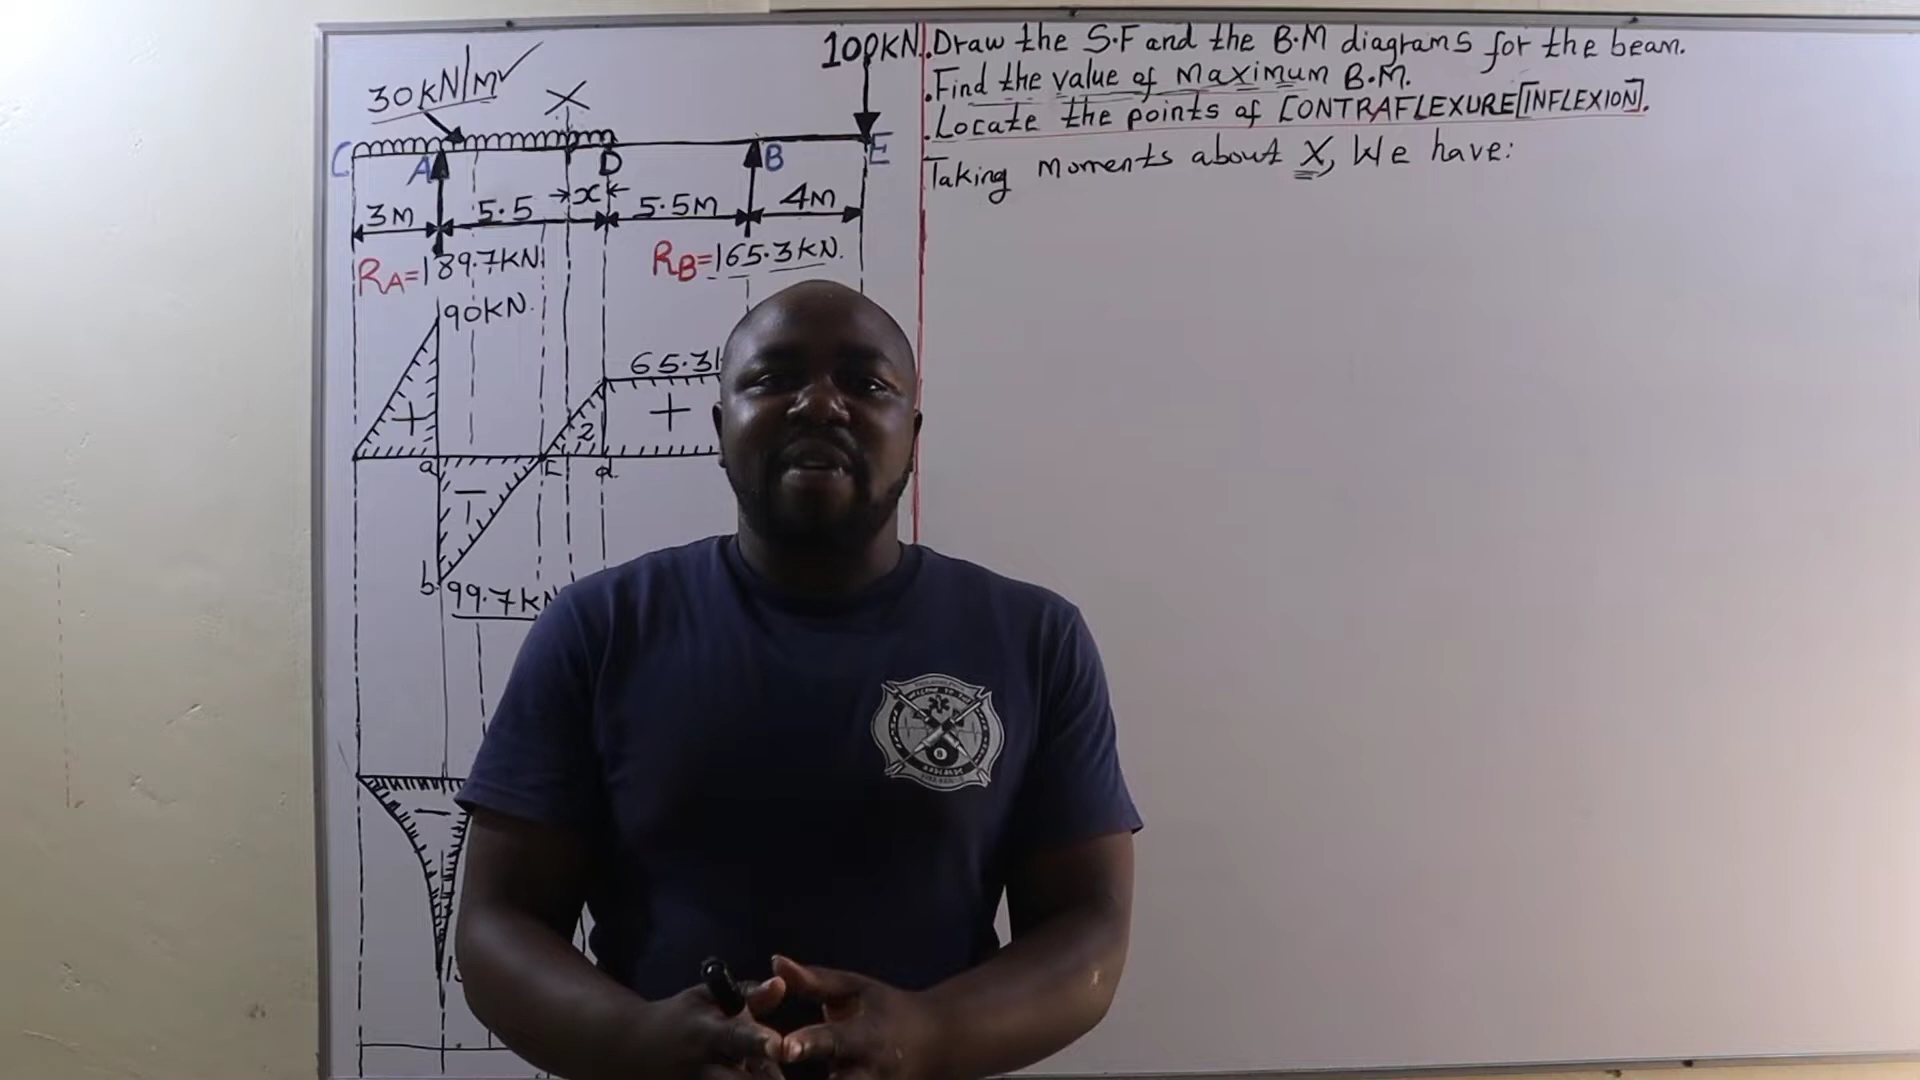 100KN
.Draw the S.F and the B.M diagrams for the beam.
30KN/m
X
.Find the value of maximum B.M.
.Locate the points of CONTRAFLEXURE[INFLEXION].
C A D B E
Taking moments about X, We have:
3M 5.5 x 5.5M 4M
RA=189.7KN
RB=165.3KN.
90KN.
65.3
+ 2 +
a c d
−
b 99.7KN
−